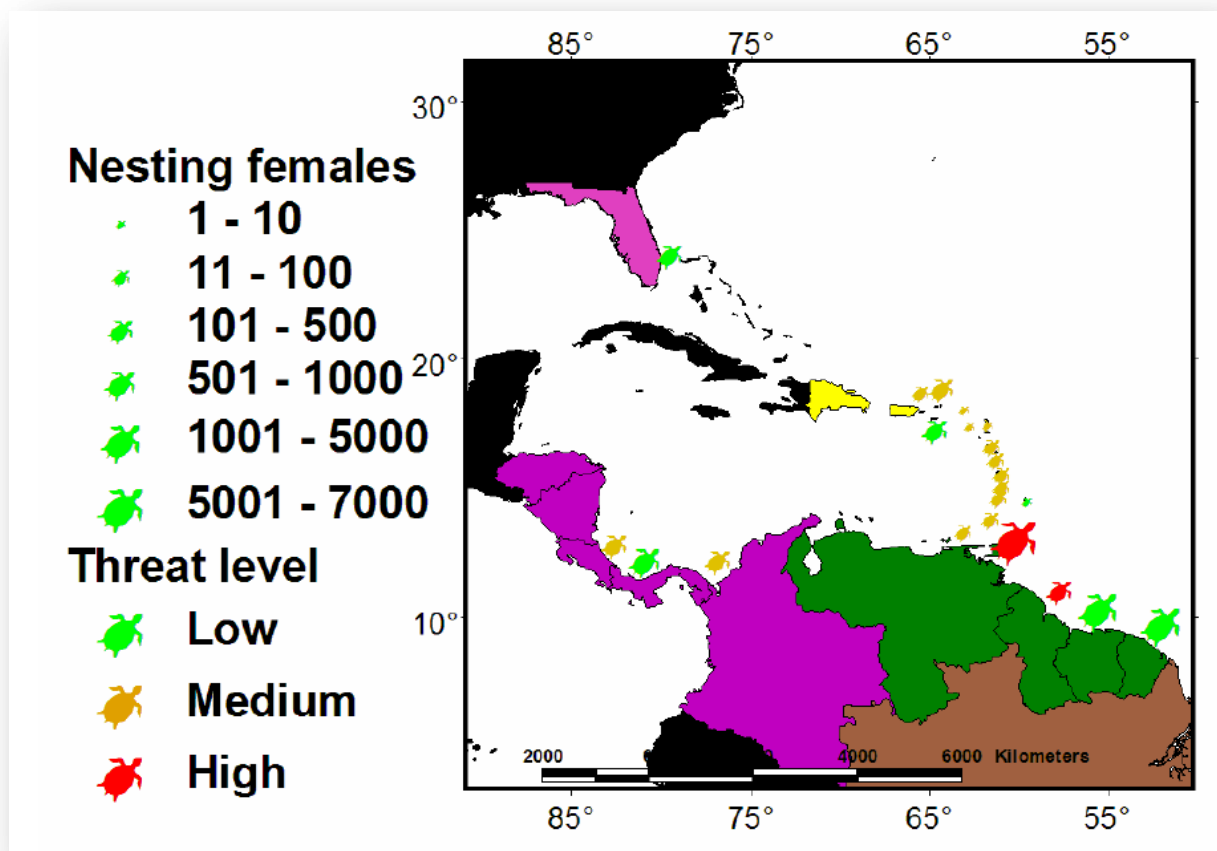 85° 75° 65° 55°
30°
20°
10°
Nesting females
1 - 10
11 - 100
101 - 500
501 - 1000
1001 - 5000
5001 - 7000
Threat level
Low
Medium
High
2000 4000 6000 Kilometers
85° 75° 65° 55°